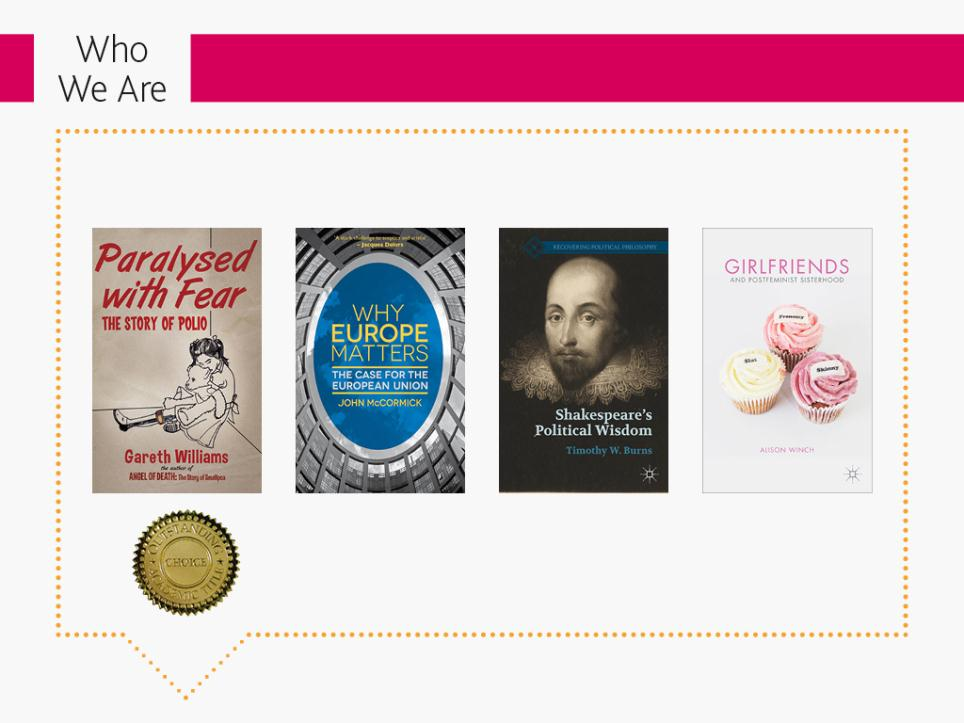 Who
We Are
Paralysed
with Fear
THE STORY OF POLIO
Gareth Williams
the author of
ANGEL OF DEATH: The Story of Smallpox
– Jacques Delors
WHY
EUROPE
MATTERS
THE CASE FOR THE
EUROPEAN UNION
JOHN McCORMICK
RECOVERING POLITICAL PHILOSOPHY
Shakespeare's
Political Wisdom
Timothy W. Burns
GIRLFRIENDS
AND POSTFEMINIST SISTERHOOD
Frenemy
Slut
Skinny
ALISON WINCH
OUTSTANDING
CHOICE
ACADEMIC TITLE